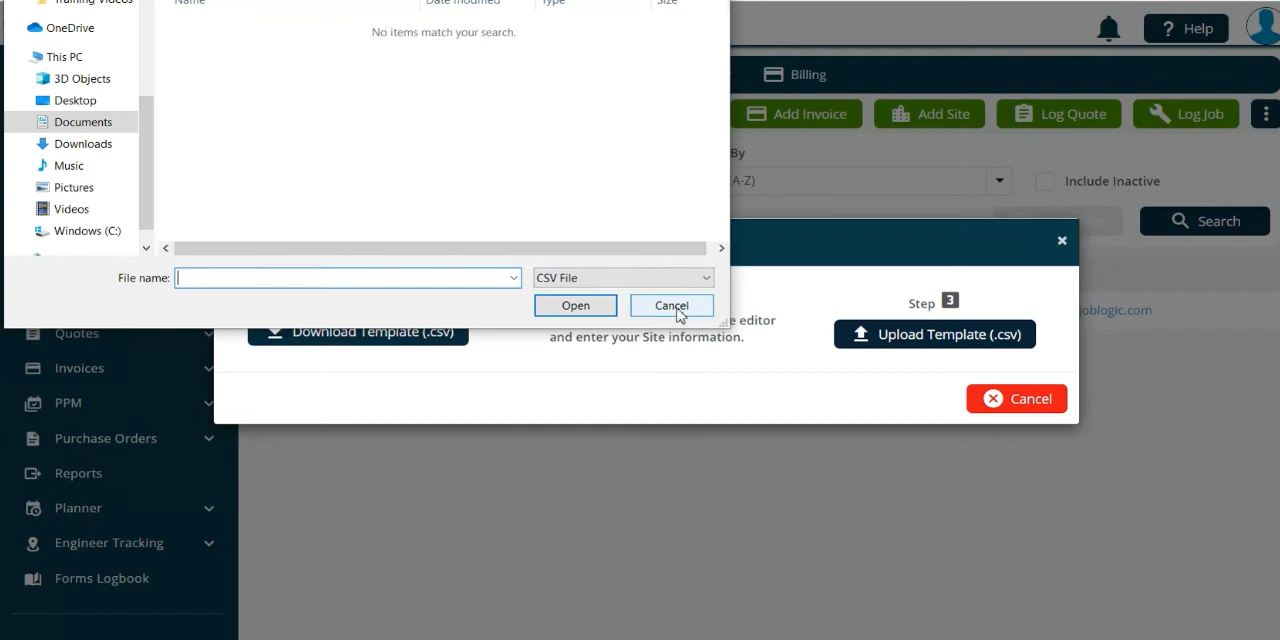 Training Videos
Name Date modified Type Size
OneDrive
No items match your search.
Help
This PC
3D Objects
Billing
Desktop
Add Invoice Add Site Log Quote Log Job
Documents
Downloads
By
Music
(A-Z) Include Inactive
Pictures
Videos
Search
Windows (C:)
×
File name: CSV File
Step 3
Open Cancel
joblogic.com
e editor
Download Template (.csv) and enter your Site information. Upload Template (.csv)
Quotes
Invoices
Cancel
PPM
Purchase Orders
Reports
Planner
Engineer Tracking
Forms Logbook